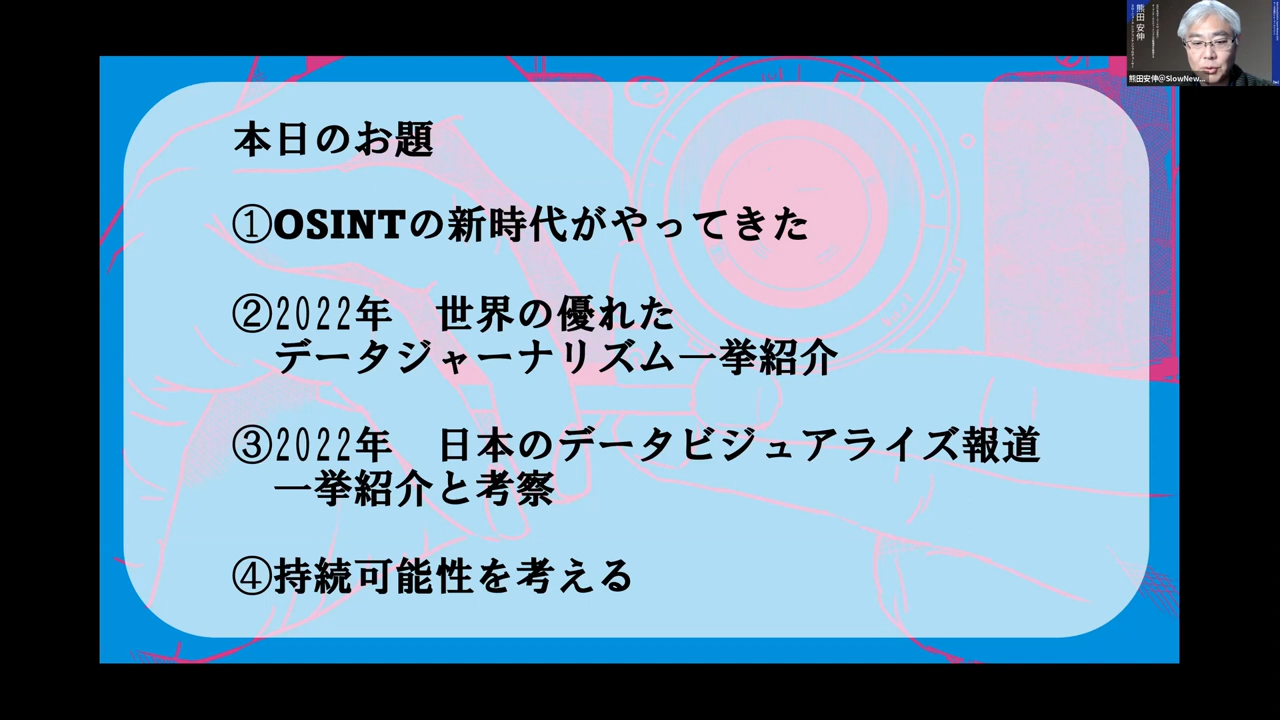 本日のお題
①OSINTの新時代がやってきた
②2022年　世界の優れた
データジャーナリズム一挙紹介
③2022年　日本のデータビジュアライズ報道
一挙紹介と考察
④持続可能性を考える
熊田 安伸
熊田安伸@SlowNew...